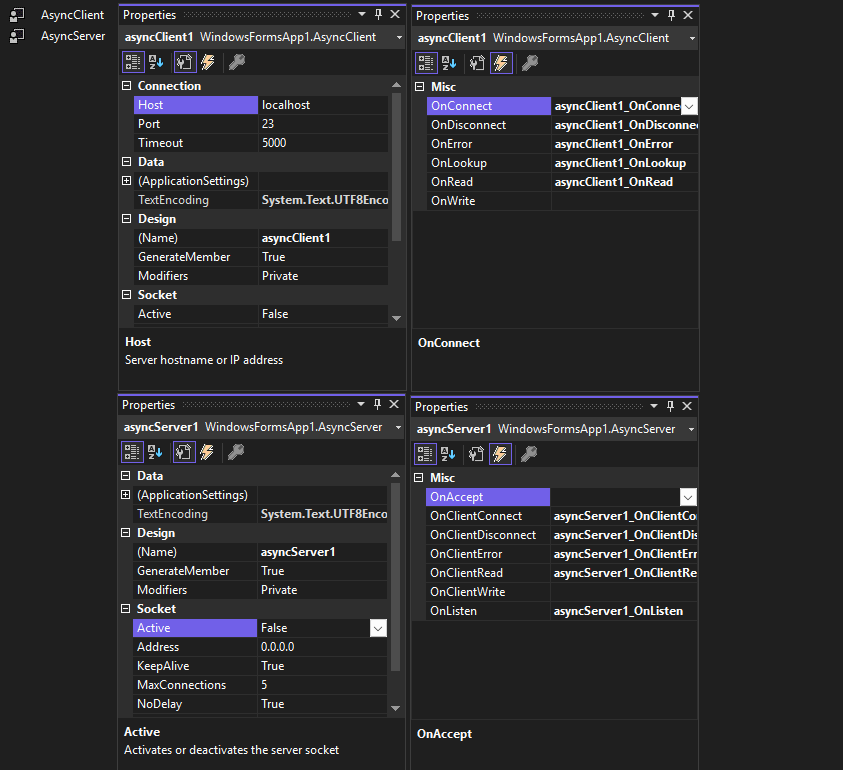 AsyncClient
AsyncServer
Properties
asyncClient1 WindowsFormsApp1.AsyncClient
Connection
Host localhost
Port 23
Timeout 5000
Data
(ApplicationSettings)
TextEncoding System.Text.UTF8Enco
Design
(Name) asyncClient1
GenerateMember True
Modifiers Private
Socket
Active False
Host
Server hostname or IP address
Properties
asyncClient1 WindowsFormsApp1.AsyncClient
Misc
OnConnect asyncClient1_OnConne
OnDisconnect asyncClient1_OnDisconne
OnError asyncClient1_OnError
OnLookup asyncClient1_OnLookup
OnRead asyncClient1_OnRead
OnWrite
OnConnect
Properties
asyncServer1 WindowsFormsApp1.AsyncServer
Data
(ApplicationSettings)
TextEncoding System.Text.UTF8Enco
Design
(Name) asyncServer1
GenerateMember True
Modifiers Private
Socket
Active False
Address 0.0.0.0
KeepAlive True
MaxConnections 5
NoDelay True
Active
Activates or deactivates the server socket
Properties
asyncServer1 WindowsFormsApp1.AsyncServer
Misc
OnAccept
OnClientConnect asyncServer1_OnClientCo
OnClientDisconnect asyncServer1_OnClientDis
OnClientError asyncServer1_OnClientErr
OnClientRead asyncServer1_OnClientRe
OnClientWrite
OnListen asyncServer1_OnListen
OnAccept